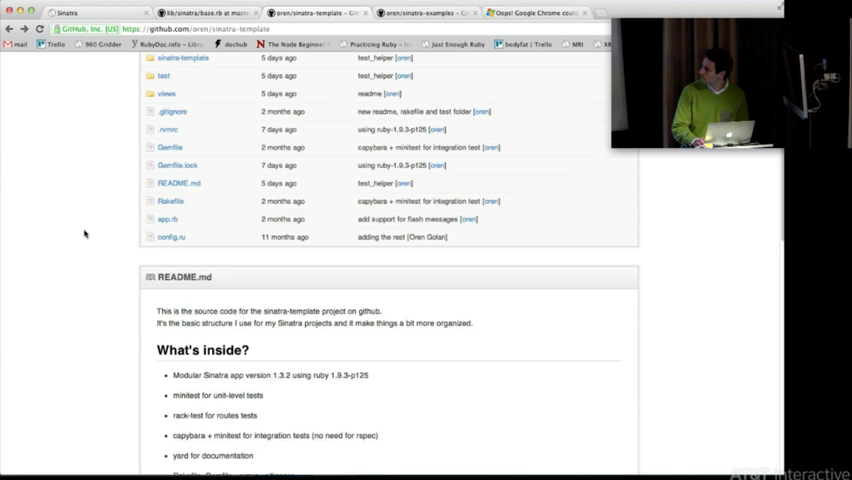 Sinatra
lib/sinatra/base.rb at maste
oren/sinatra-template – Git
oren/sinatra-examples – Git
Oops! Google Chrome could
GitHub, Inc. [US] https://github.com/oren/sinatra-template
mail Trello 960 Gridder RubyDoc.info – Libr dochub The Node Beginner Practicing Ruby – Just Enough Ruby bodyfat | Trello MRI
sinatra-template 5 days ago test_helper [oren]
test 5 days ago test_helper [oren]
views 5 days ago readme [oren]
.gitignore 2 months ago new readme, rakefile and test folder [oren]
.rvmrc 7 days ago using ruby-1.9.3-p125 [oren]
Gemfile 2 months ago capybara + minitest for integration test [oren]
Gemfile.lock 7 days ago using ruby-1.9.3-p125 [oren]
README.md 5 days ago test_helper [oren]
Rakefile 2 months ago capybara + minitest for integration test [oren]
app.rb 2 months ago add support for flash messages [oren]
config.ru 11 months ago adding the rest [Oren Golan]
README.md
This is the source code for the sinatra-template project on github.
It's the basic structure I use for my Sinatra projects and it make things a bit more organized.
What's inside?
• Modular Sinatra app version 1.3.2 using ruby 1.9.3-p125
• minitest for unit-level tests
• rack-test for routes tests
• capybara + minitest for integration tests (no need for rspec)
• yard for documentation
AT&T Interactive